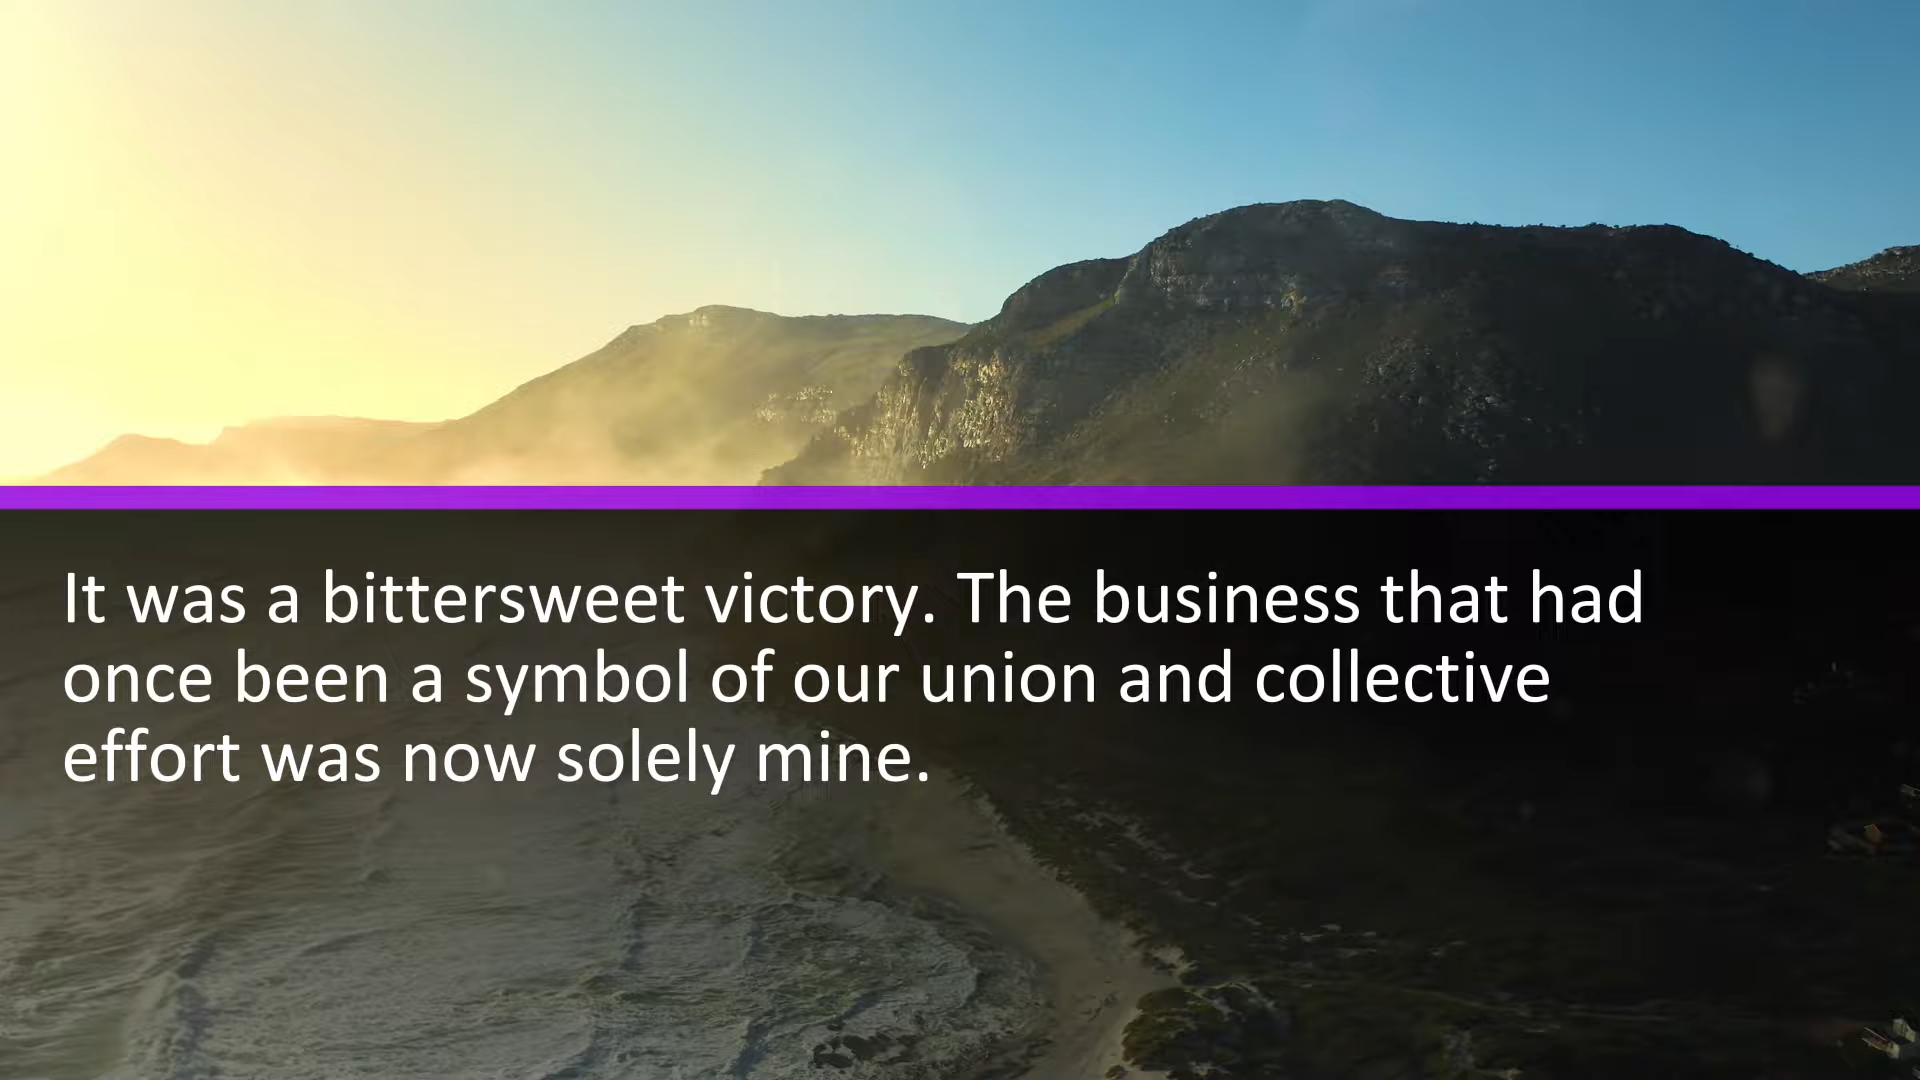 It was a bittersweet victory. The business that had
once been a symbol of our union and collective
effort was now solely mine.